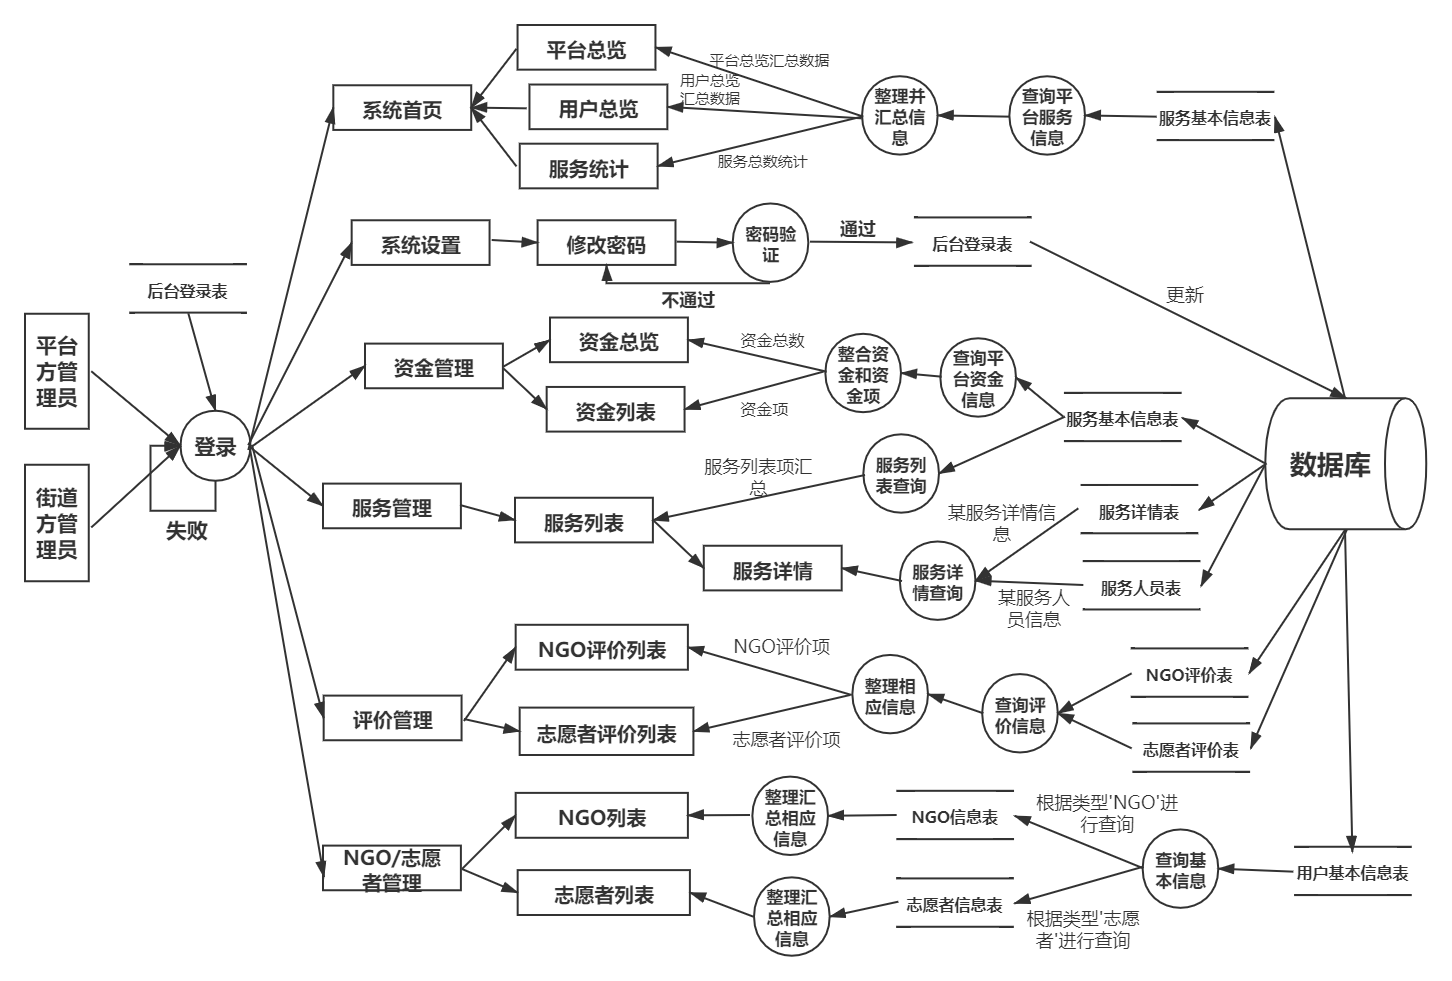 平台总览
平台总览汇总数据
用户总览
汇总数据
系统首页
用户总览
整理并
汇总信
息
查询平
台服务
信息
服务基本信息表
服务统计
服务总数统计
系统设置
修改密码
密码验
证
通过
后台登录表
不通过
更新
后台登录表
平台
方管
理员
街道
方管
理员
登录
失败
资金管理
资金总览
资金总数
资金列表
资金项
整合资
金和资
金项
查询平
台资金
信息
服务基本信息表
数据库
服务管理
服务列表
服务列表项汇
总
服务列
表查询
某服务详情信
息
服务详情表
服务详情
服务详
情查询
某服务人
员信息
服务人员表
评价管理
NGO评价列表
NGO评价项
志愿者评价列表
志愿者评价项
整理相
应信息
查询评
价信息
NGO评价表
志愿者评价表
NGO/志愿
者管理
NGO列表
整理汇
总相应
信息
NGO信息表
根据类型'NGO'进
行查询
志愿者列表
整理汇
总相应
信息
志愿者信息表
根据类型'志愿
者'进行查询
查询基
本信息
用户基本信息表